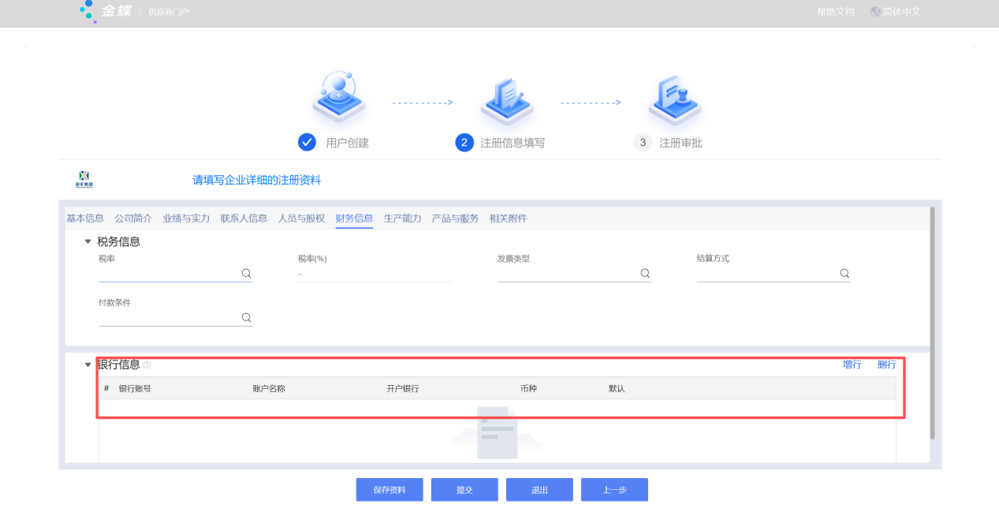 金蝶 | 供应商门户 帮助文档 简体中文
用户创建 2 注册信息填写 3 注册审批
新矿集团 请填写企业详细的注册资料
基本信息 公司简介 业绩与实力 联系人信息 人员与股权 财务信息 生产能力 产品与服务 相关附件
税务信息
税率 税率(%) 发票类型 结算方式
-
付款条件
银行信息 增行 删行
# 银行账号 账户名称 开户银行 币种 默认
保存资料 提交 退出 上一步